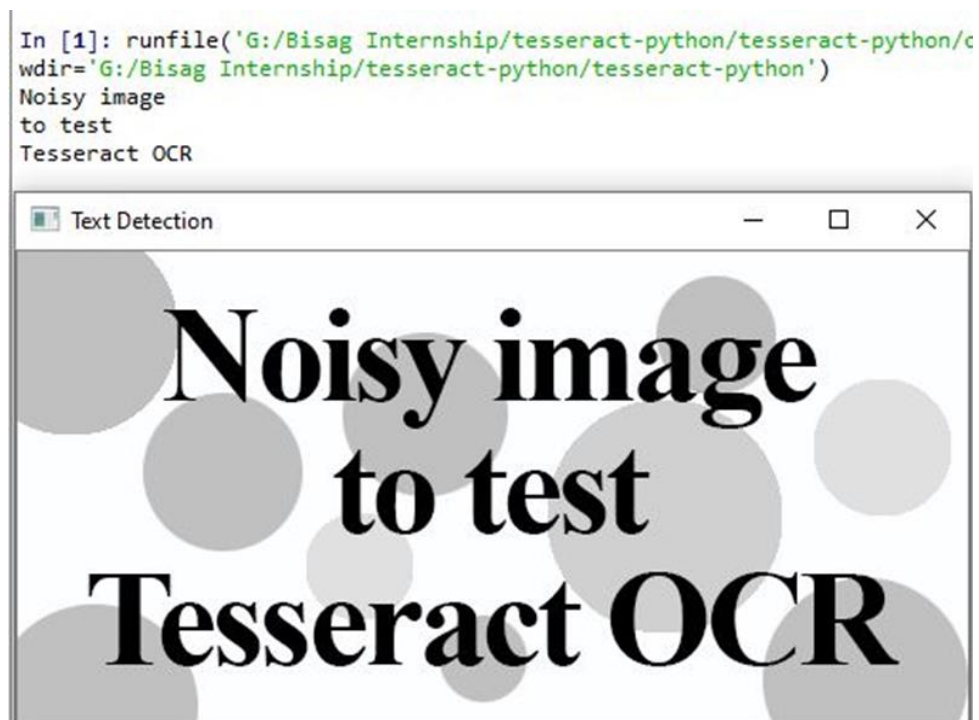 In [1]: runfile('G:/Bisag Internship/tesseract-python/tesseract-python/
wdir='G:/Bisag Internship/tesseract-python/tesseract-python')
Noisy image
to test
Tesseract OCR
Text Detection
Noisy image
to test
Tesseract OCR